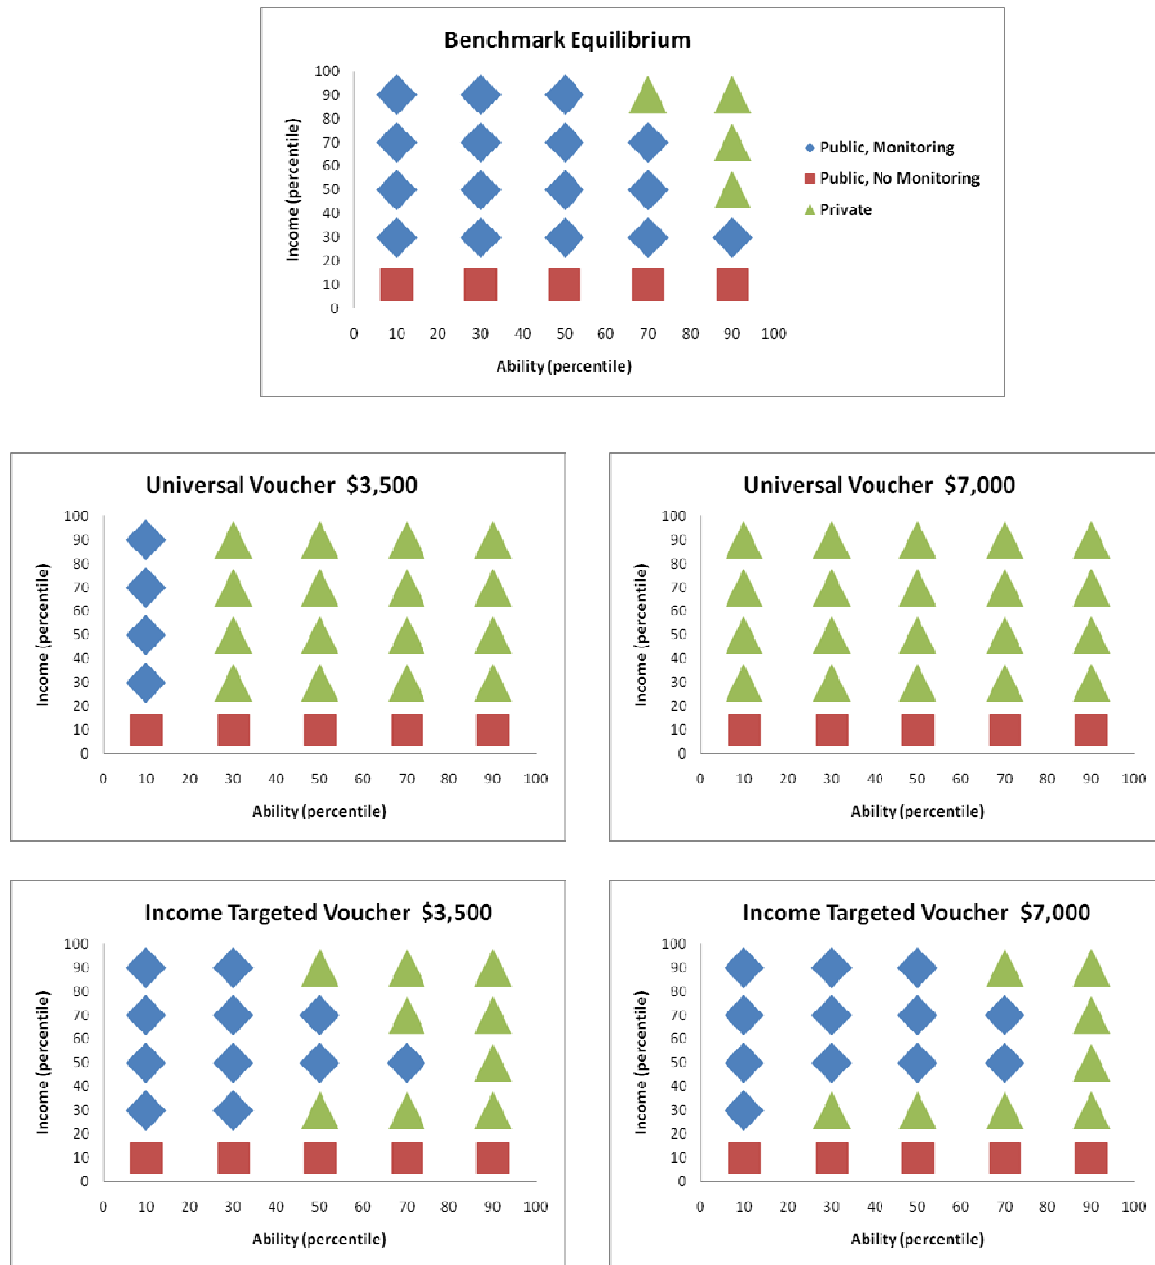 Benchmark Equilibrium
Income (percentile)
100
90
80
70
60
50
40
30
20
10
0
0 10 20 30 40 50 60 70 80 90 100
Ability (percentile)
Public, Monitoring
Public, No Monitoring
Private
Universal Voucher $3,500
Income (percentile)
100
90
80
70
60
50
40
30
20
10
0
0 10 20 30 40 50 60 70 80 90 100
Ability (percentile)
Universal Voucher $7,000
Income (percentile)
100
90
80
70
60
50
40
30
20
10
0
0 10 20 30 40 50 60 70 80 90 100
Ability (percentile)
Income Targeted Voucher $3,500
Income (percentile)
100
90
80
70
60
50
40
30
20
10
0
0 10 20 30 40 50 60 70 80 90 100
Ability (percentile)
Income Targeted Voucher $7,000
Income (percentile)
100
90
80
70
60
50
40
30
20
10
0
0 10 20 30 40 50 60 70 80 90 100
Ability (percentile)